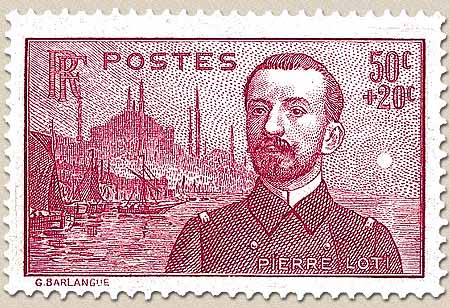 RF POSTES
50c
+20c
PIERRE LOTI
G.BARLANGUE